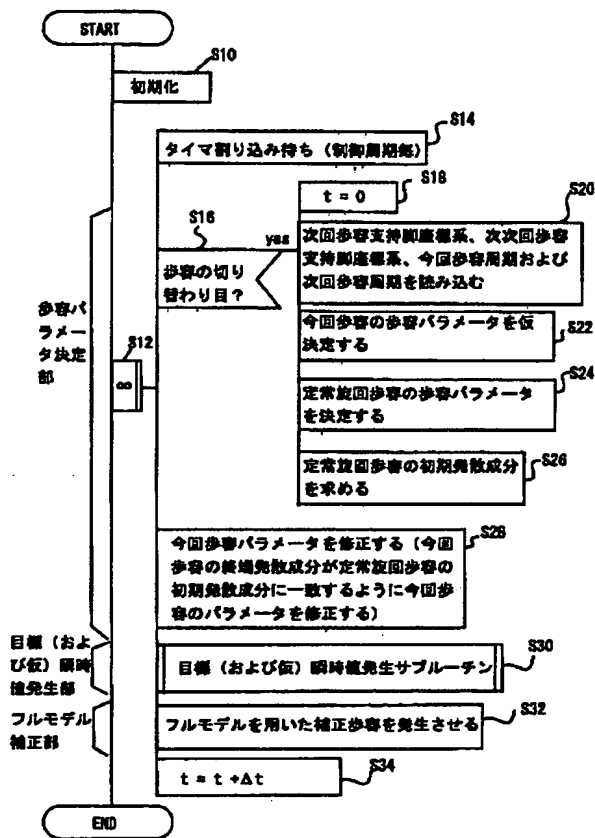 START
S10
初期化
S14
タイマ割り込み待ち（制御周期毎）
S18
t = 0
S16
yes
歩容の切り
替わり目？
S20
次回歩容支持脚座標系、次次回歩容
支持脚座標系、今回歩容周期および
次回歩容周期を読み込む
S22
今回歩容の歩容パラメータを仮
決定する
S24
定常旋回歩容の歩容パラメータ
を決定する
S26
定常旋回歩容の初期発散成分
を求める
歩容パ
ラメー
タ決定
部
S12
∞
S28
今回歩容パラメータを修正する（今回
歩容の終端発散成分が定常旋回歩容の
初期発散成分に一致するように今回歩
容のパラメータを修正する）
目標（およ
び仮）瞬時
値発生部
S30
目標（および仮）瞬時値発生サブルーチン
フルモデル
補正部
S32
フルモデルを用いた補正歩容を発生させる
S34
t = t +Δt
END